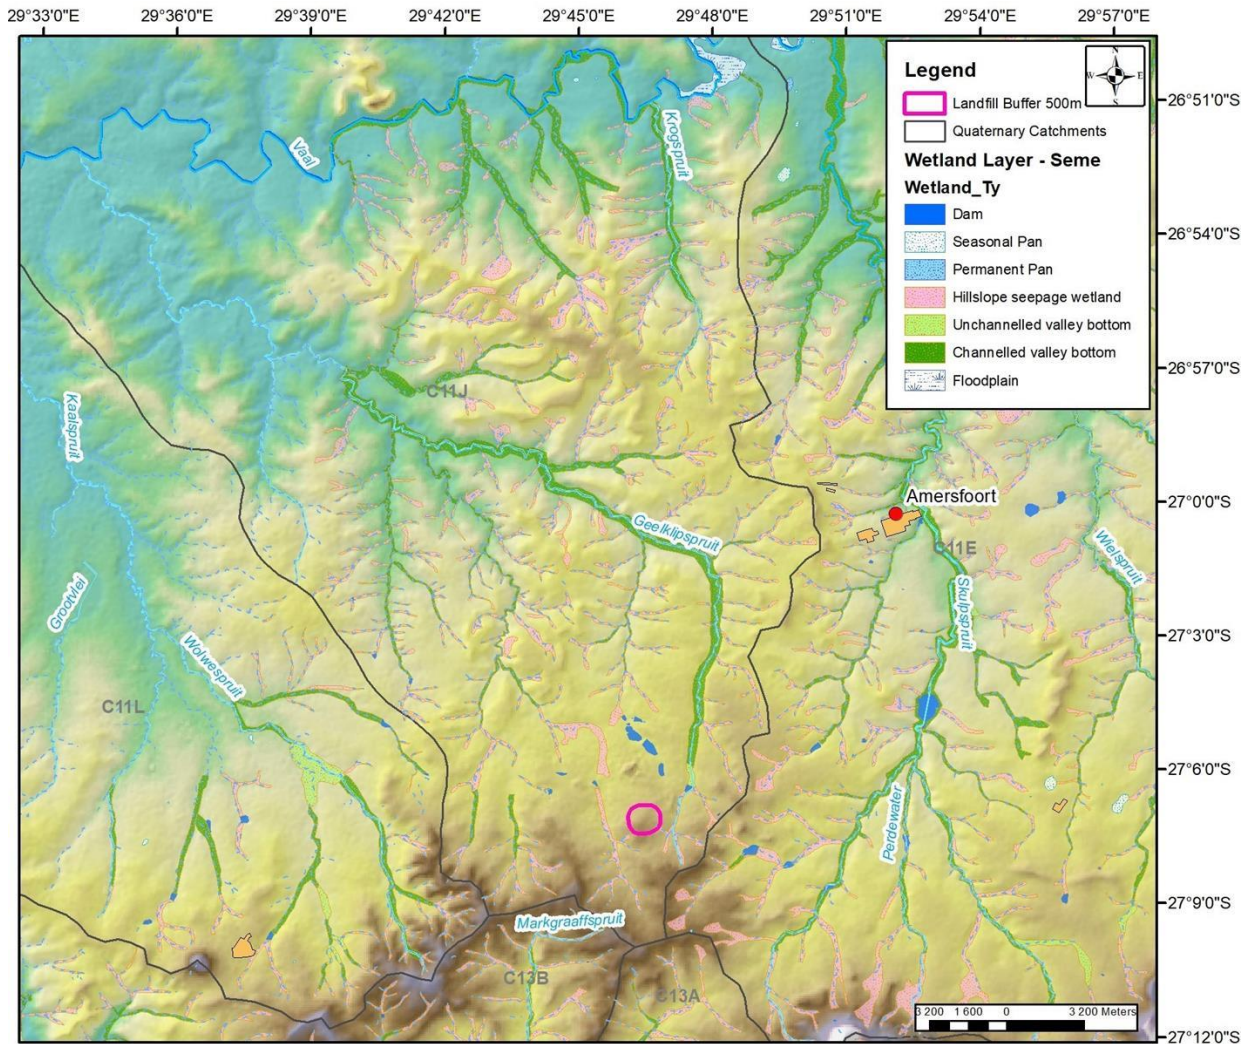 29°33'0"E 29°36'0"E 29°39'0"E 29°42'0"E 29°45'0"E 29°48'0"E 29°51'0"E 29°54'0"E 29°57'0"E
Legend
N
W E
S
Landfill Buffer 500m
Quaternary Catchments
Wetland Layer - Seme
Wetland_Ty
Dam
Seasonal Pan
Permanent Pan
Hillslope seepage wetland
Unchannelled valley bottom
Channelled valley bottom
Floodplain
26°51'0"S
26°54'0"S
26°57'0"S
27°0'0"S
27°3'0"S
27°6'0"S
27°9'0"S
27°12'0"S
Vaal
Krogspruit
C11J
Kaalspruit
Geelklipspruit
Amersfoort
C11E
Wielspruit
Skulpspruit
Grootvlei
Wolwespruit
C11L
Perdewater
Markgraaffspruit
C13B
C13A
3 200 1 600 0 3 200 Meters